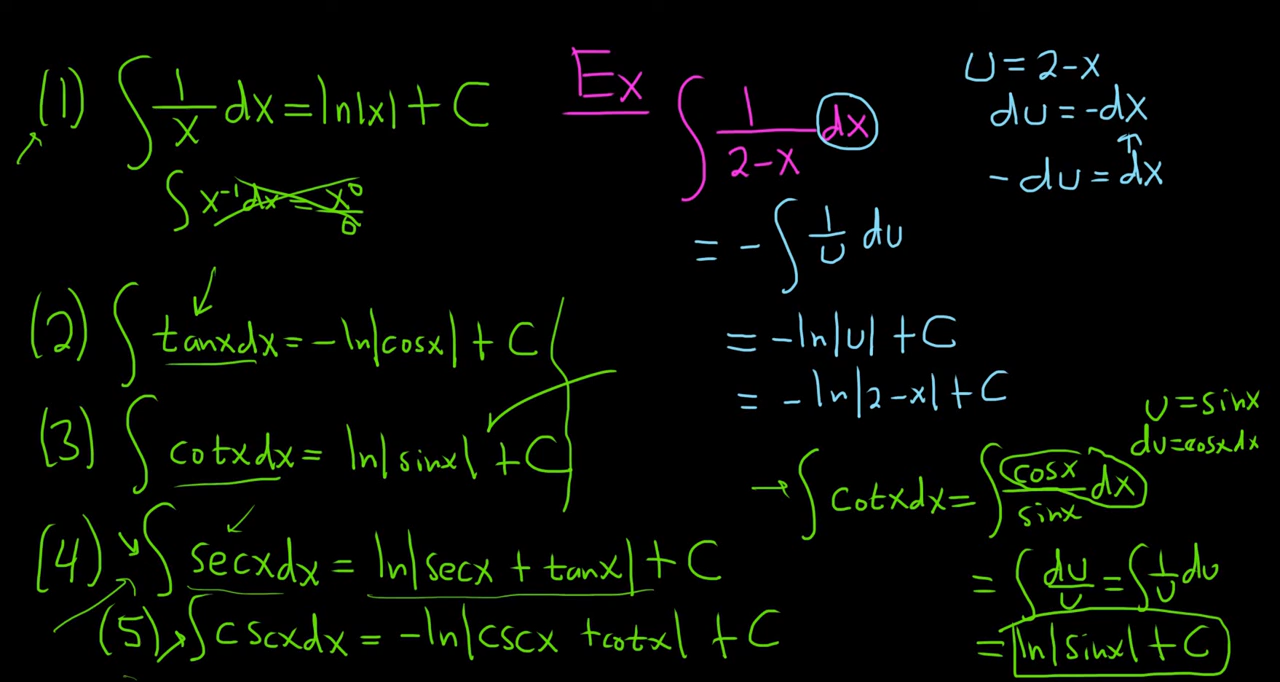 (1) ∫ 1/x dx = ln|x| + C
∫ x⁻¹ dx = x⁰/0
(2) ∫ tanx dx = -ln|cosx| + C
(3) ∫ cotx dx = ln|sinx| + C
(4) ∫ secx dx = ln|secx + tanx| + C
(5) ∫ cscx dx = -ln|cscx + cotx| + C
Ex ∫ 1/(2-x) dx
= - ∫ 1/u du
= -ln|u| + C
= -ln|2-x| + C
u = 2-x
du = -dx
-du = dx
u = sinx
du = cosx dx
→ ∫ cotx dx = ∫ cosx/sinx dx
= ∫ du/u = ∫ 1/u du
= ln|sinx| + C